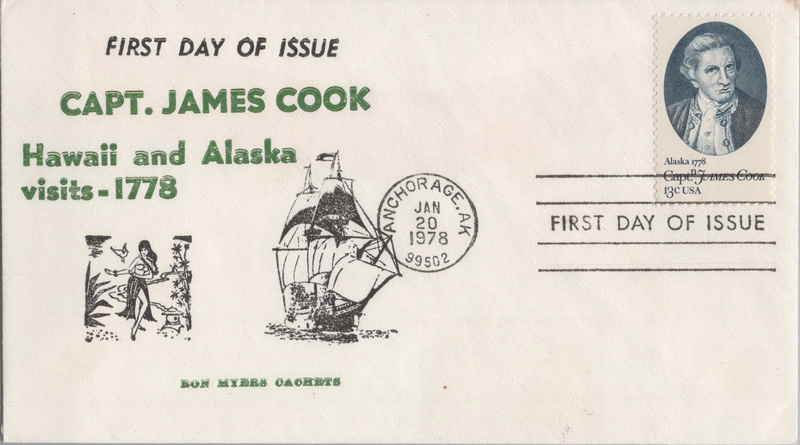 FIRST DAY OF ISSUE
CAPT. JAMES COOK
Hawaii and Alaska
visits - 1778
RON MYERS CACHETS
ANCHORAGE, AK
JAN
20
1978
99502
Alaska 1778
Capt.ⁿ JAMES COOK
13c USA
FIRST DAY OF ISSUE